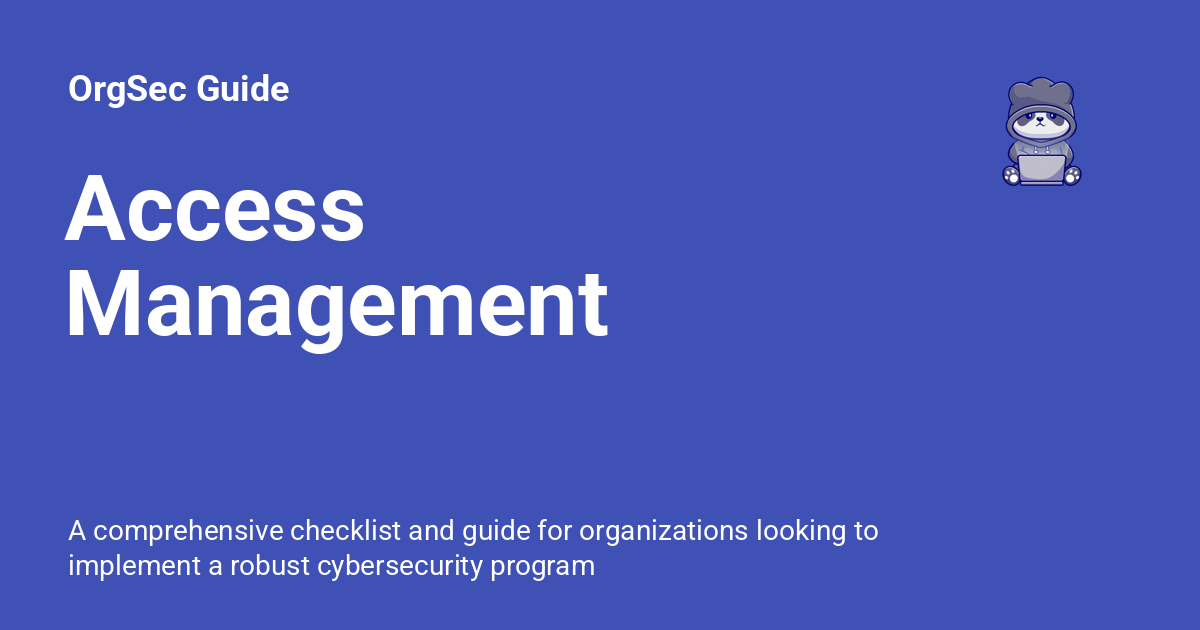 OrgSec Guide
Access
Management
A comprehensive checklist and guide for organizations looking to
implement a robust cybersecurity program